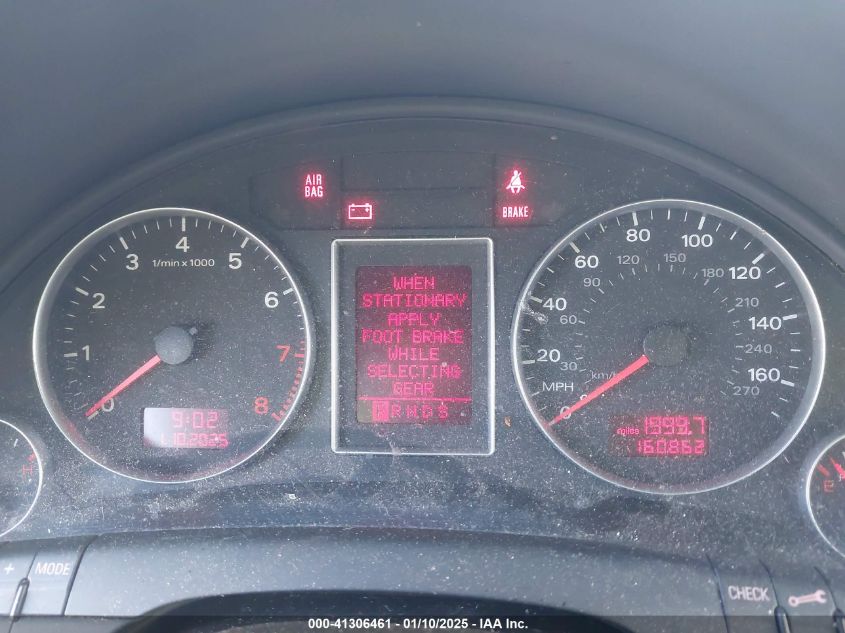 AIR
BAG
BRAKE
1/min x 1000
0 1 2 3 4 5 6 7 8
9:02
1.10.2025
WHEN
STATIONARY
APPLY
FOOT BRAKE
WHILE
SELECTING
GEAR
P R N D S
0 20 40 60 80 100 120 140 160
30 60 90 120 150 180 210 240 270
MPH
km/h
miles 1999.7
160862
H
E
+
MODE
CHECK
000-41306461 - 01/10/2025 - IAA Inc.